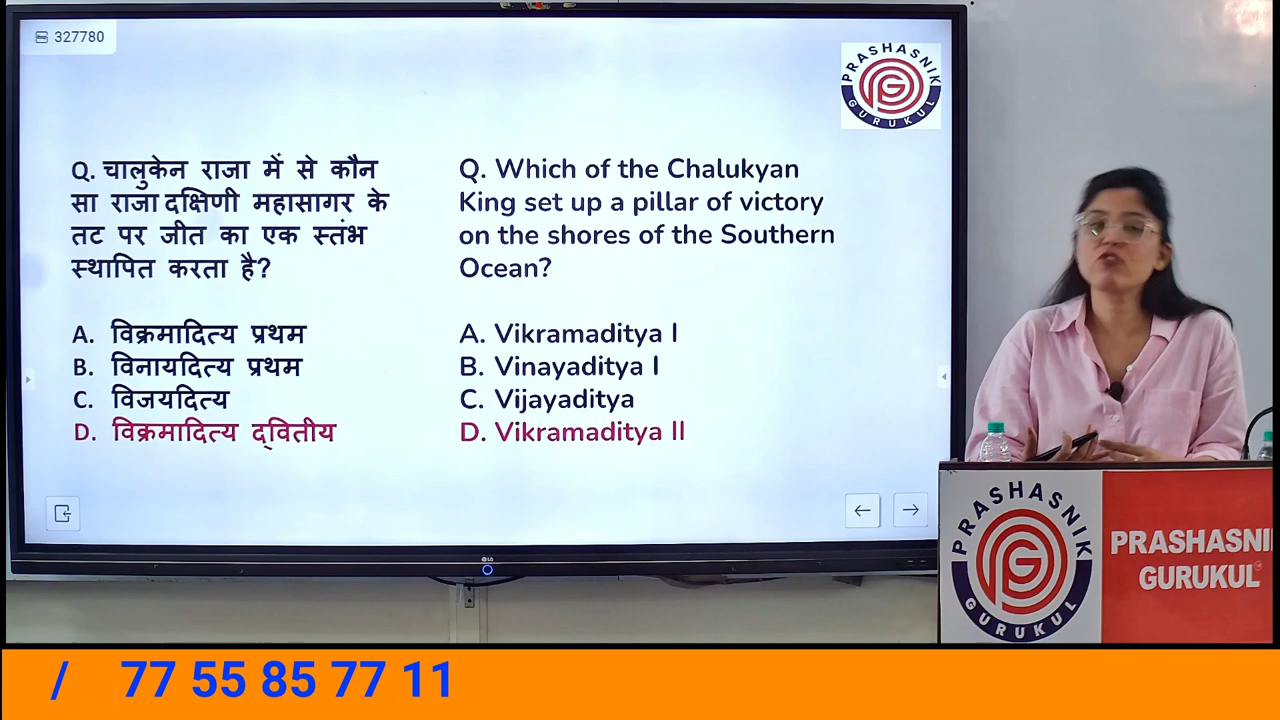 327780
PRASHASNIK
GURUKUL
Q. चालुकेन राजा में से कौन
सा राजा दक्षिणी महासागर के
तट पर जीत का एक स्तंभ
स्थापित करता है?
A. विक्रमादित्य प्रथम
B. विनायदित्य प्रथम
C. विजयदित्य
D. विक्रमादित्य द्वितीय
Q. Which of the Chalukyan
King set up a pillar of victory
on the shores of the Southern
Ocean?
A. Vikramaditya I
B. Vinayaditya I
C. Vijayaditya
D. Vikramaditya II
LG
PRASHASNIK
GURUKUL
PRASHASNI
GURUKUL
/ 77 55 85 77 11